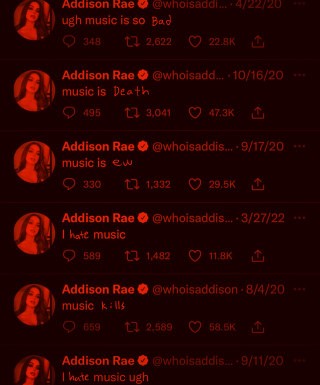 Addison Rae @whoisaddis... · 4/22/20 ...
ugh music is so Bad
348 2,622 22.8K
Addison Rae @whoisadd... · 10/16/20 ...
music is Death
495 3,041 47.3K
Addison Rae @whoisaddis... · 9/17/20 ...
music is ew
330 1,332 29.5K
Addison Rae @whoisaddis... · 3/27/22 ...
I hate music
589 1,482 11.8K
Addison Rae @whoisaddison · 8/4/20 ...
music kills
659 2,589 58.5K
Addison Rae @whoisaddis... · 9/11/20 ...
I hate music ugh